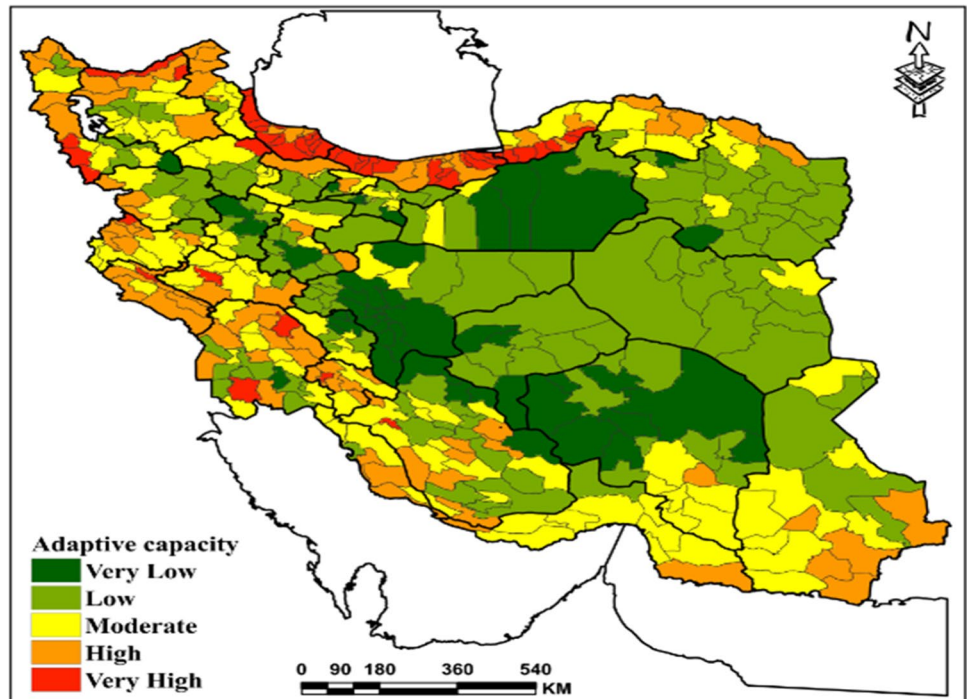 N
Adaptive capacity
Very Low
Low
Moderate
High
Very High
0 90 180 360 540
KM